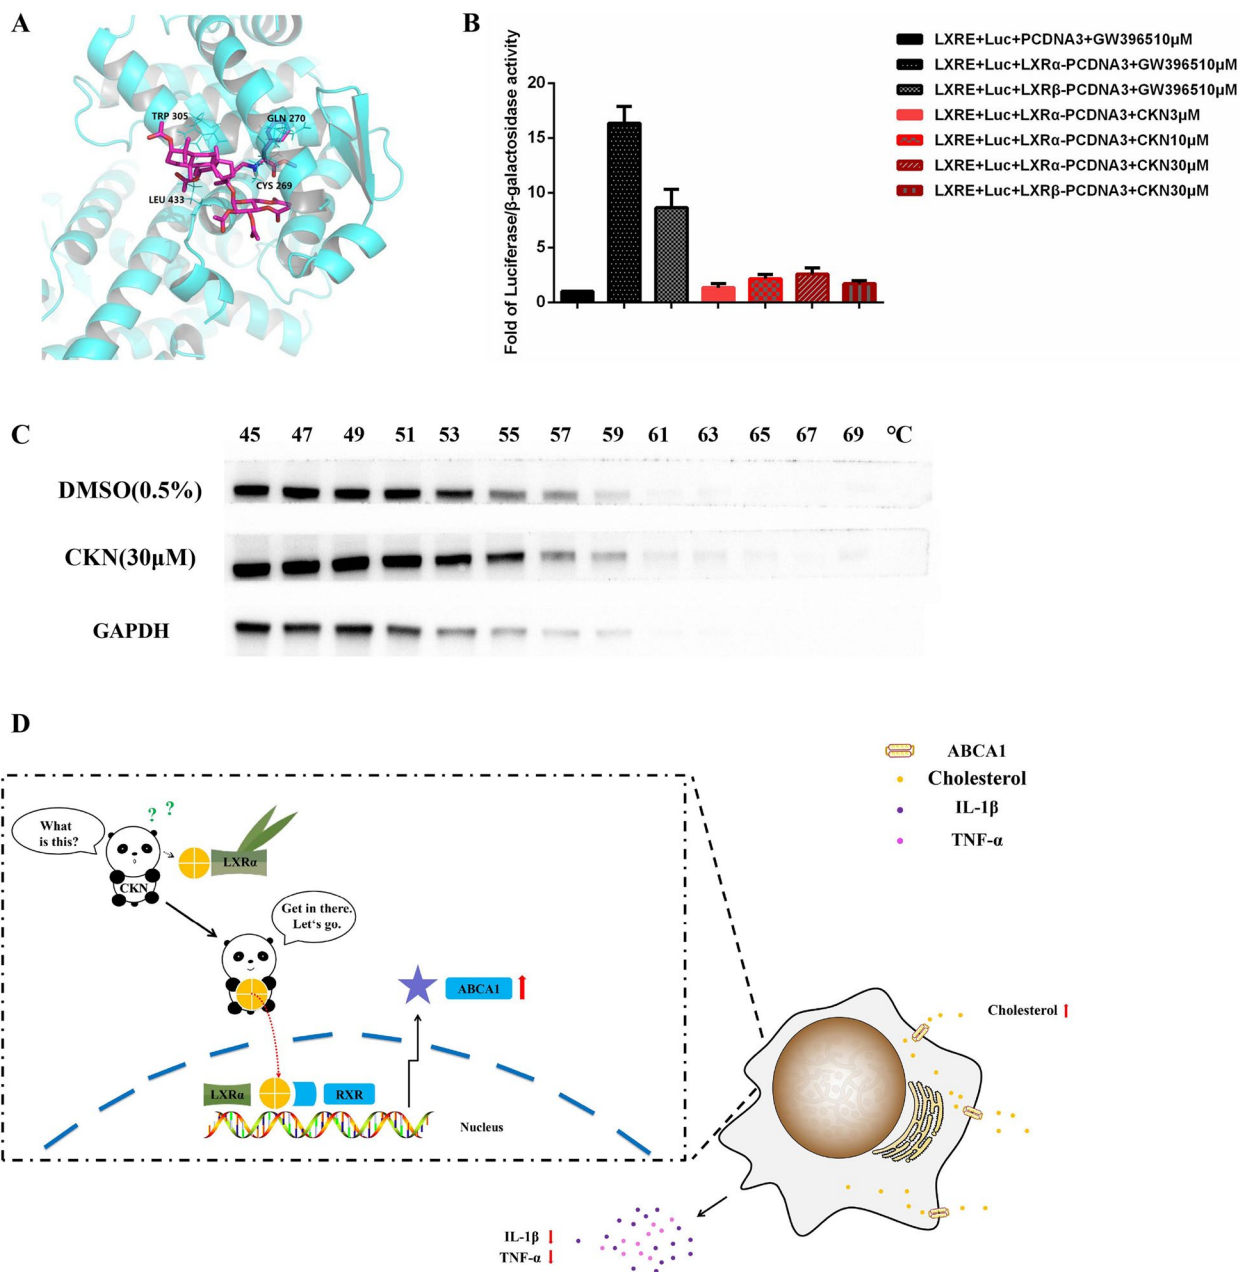 A
TRP 305
GLN 270
CYS 269
LEU 433
B
Fold of Luciferase/β-galactosidase activity
20
15
10
5
0
LXRE+Luc+PCDNA3+GW396510μM
LXRE+Luc+LXRα-PCDNA3+GW396510μM
LXRE+Luc+LXRβ-PCDNA3+GW396510μM
LXRE+Luc+LXRα-PCDNA3+CKN3μM
LXRE+Luc+LXRα-PCDNA3+CKN10μM
LXRE+Luc+LXRα-PCDNA3+CKN30μM
LXRE+Luc+LXRβ-PCDNA3+CKN30μM
C
45 47 49 51 53 55 57 59 61 63 65 67 69 °C
DMSO(0.5%)
CKN(30μM)
GAPDH
D
ABCA1
Cholesterol
IL-1β
TNF-α
What
is this?
? ?
CKN
LXRα
Get in there.
Let‘s go.
ABCA1
LXRα
RXR
Nucleus
Cholesterol
IL-1β
TNF-α